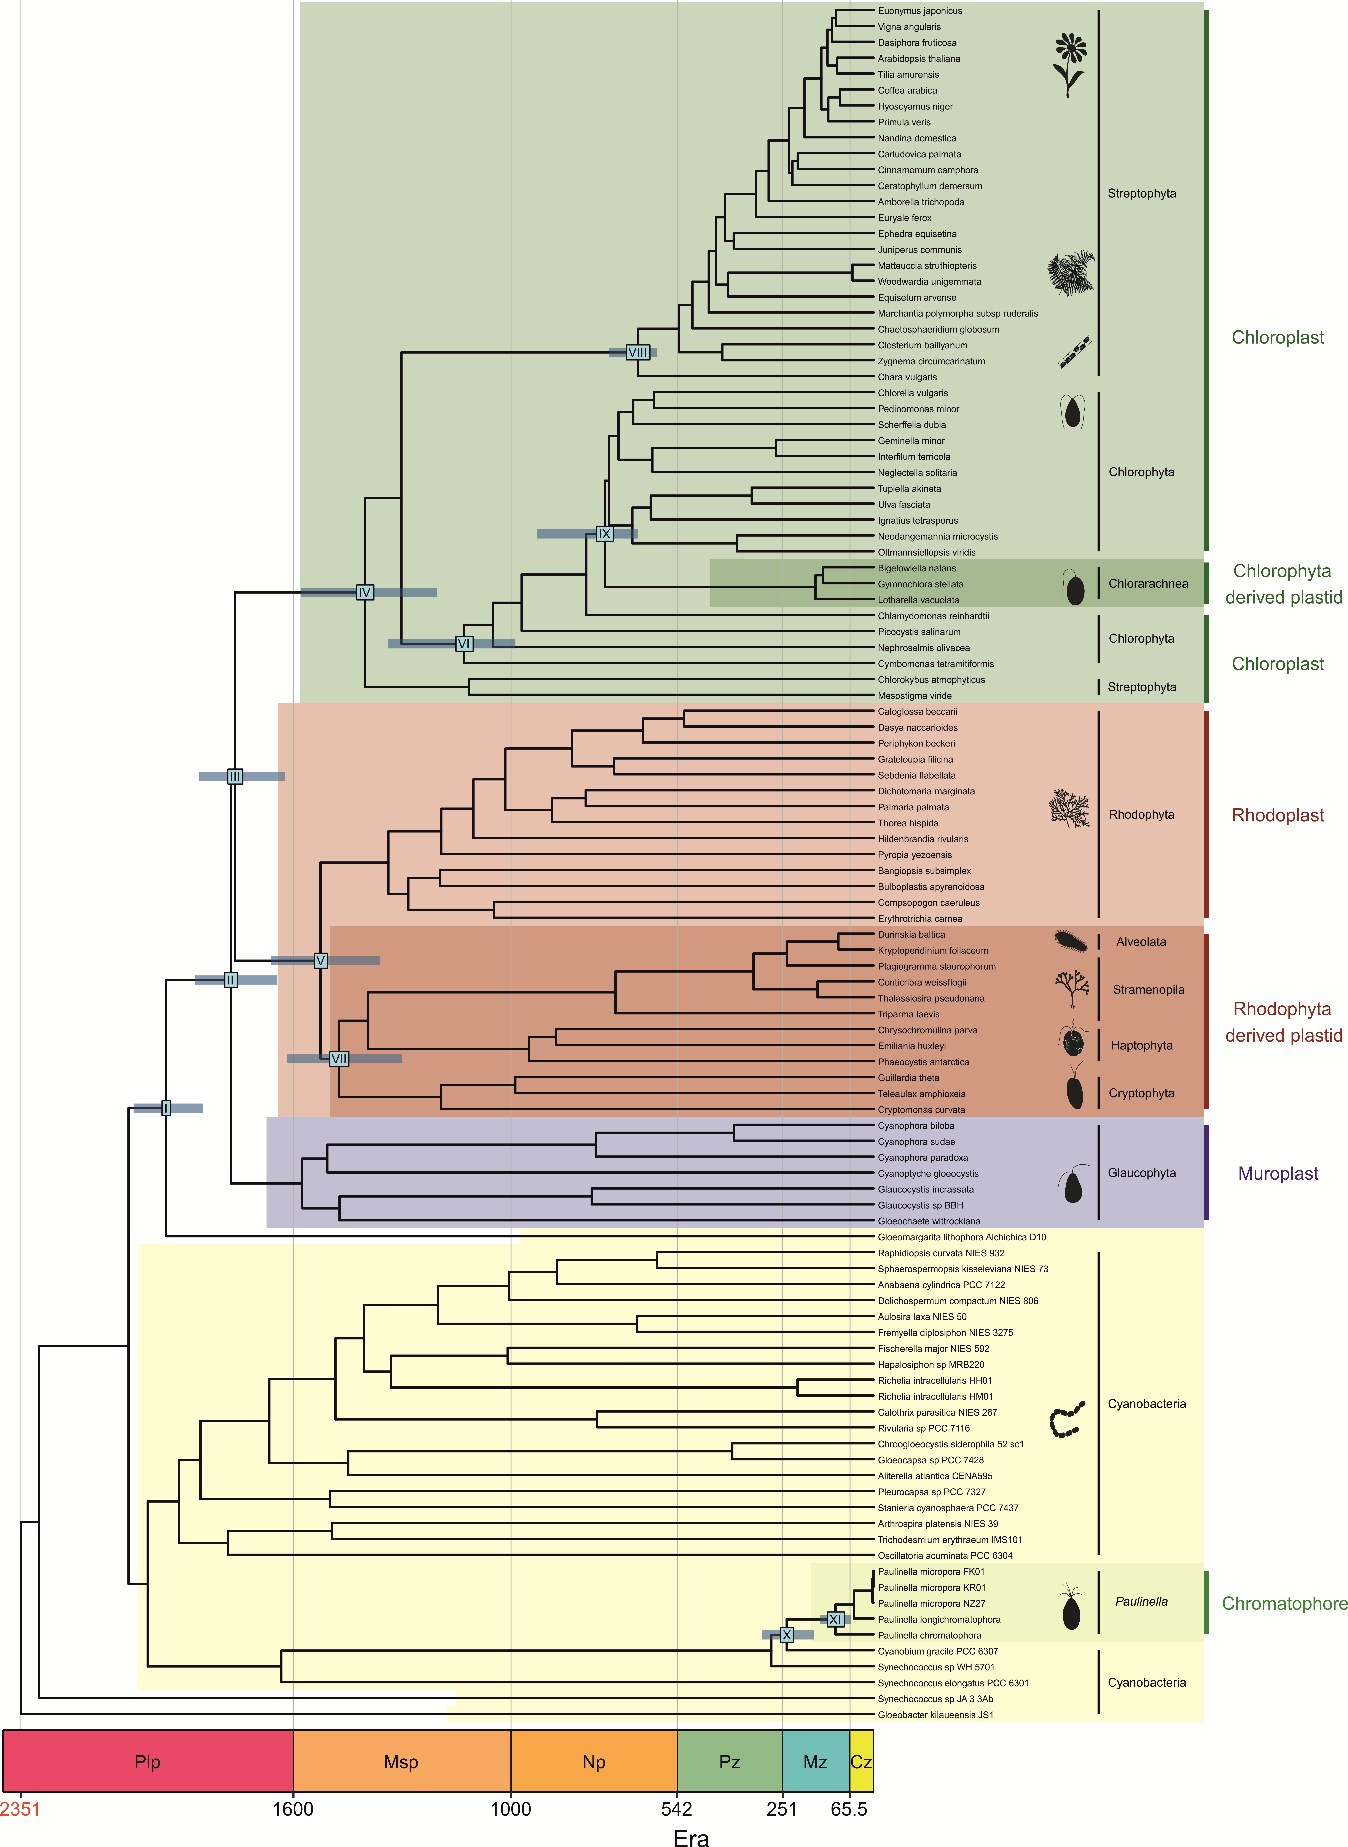 Euonymus japonicus
Vigna angularis
Dasiphora fruticosa
Arabidopsis thaliana
Tilia amurensis
Coffea arabica
Hyoscyamus niger
Primula veris
Nandina domestica
Carludovica palmata
Cinnamomum camphora
Ceratophyllum demersum
Streptophyta
Amborella trichopoda
Euryale ferox
Ephedra equisetina
Juniperus communis
Matteuccia struthiopteris
Woodwardia unigemmata
Equisetum arvense
Marchantia polymorpha subsp ruderalis
Chaetosphaeridium globosum
Chloroplast
Closterium baillyanum
VIII
Zygnema circumcarinatum
Chara vulgaris
Chlorella vulgaris
Pedinomonas minor
Scherffelia dubia
Geminella minor
Interfilum terricola
Neglectella solitaria
Chlorophyta
Tupiella akineta
Ulva fasciata
Ignatius tetrasporus
IX
Neodangemannia microcystis
Oltmannsiellopsis viridis
Bigelowiella natans
Chlorophyta
derived plastid
Gymnochlora stellata
Chlorarachnea
IV
Lotharella vacuolata
Chlamydomonas reinhardtii
Picocystis salinarum
Chlorophyta
VI
Nephroselmis olivacea
Cymbomonas tetramitiformis
Chloroplast
Chlorokybus atmophyticus
Streptophyta
Mesostigma viride
Caloglossa beccarii
Dasya naccarioides
Periphykon beckeri
Grateloupia filicina
III
Sebdenia flabellata
Dichotomaria marginata
Palmaria palmata
Rhodophyta
Rhodoplast
Thorea hispida
Hildenbrandia rivularis
Pyropia yezoensis
Bangiopsis subsimplex
Bulboplastis apyrenoidosa
Compsopogon caeruleus
Erythrotrichia carnea
Durinskia baltica
Alveolata
Kryptoperidinium foliaceum
V
Plagiogramma staurophorum
II
Conticribra weissflogii
Stramenopila
Thalassiosira pseudonana
Triparma laevis
Rhodophyta
derived plastid
Chrysochromulina parva
Emiliania huxleyi
Haptophyta
VII
Phaeocystis antarctica
Guillardia theta
Teleaulax amphioxeia
Cryptophyta
I
Cryptomonas curvata
Cyanophora biloba
Cyanophora sudae
Cyanophora paradoxa
Cyanoptyche gloeocystis
Glaucophyta
Muroplast
Glaucocystis incrassata
Glaucocystis sp BBH
Gloeochaete wittrockiana
Gloeomargarita lithophora Alchichica D10
Raphidiopsis curvata NIES 932
Sphaerospermopsis kisseleviana NIES 73
Anabaena cylindrica PCC 7122
Dolichospermum compactum NIES 806
Aulosira laxa NIES 50
Fremyella diplosiphon NIES 3275
Fischerella major NIES 592
Hapalosiphon sp MRB220
Richelia intracellularis HH01
Richelia intracellularis HM01
Cyanobacteria
Calothrix parasitica NIES 267
Rivularia sp PCC 7116
Chroogloeocystis siderophila 52 sc1
Gloeocapsa sp PCC 7428
Aliterella atlantica CENA595
Pleurocapsa sp PCC 7327
Stanieria cyanosphaera PCC 7437
Arthrospira platensis NIES 39
Trichodesmium erythraeum IMS101
Oscillatoria acuminata PCC 6304
Paulinella micropora FK01
Paulinella micropora KR01
Paulinella
Chromatophore
Paulinella micropora NZ27
XI
Paulinella longichromatophora
X
Paulinella chromatophora
Cyanobium gracile PCC 6307
Synechococcus sp WH 5701
Synechococcus elongatus PCC 6301
Cyanobacteria
Synechococcus sp JA 3 3Ab
Gloeobacter kilaueensis JS1
Plp Msp Np Pz Mz Cz
2351 1600 1000 542 251 65.5
Era